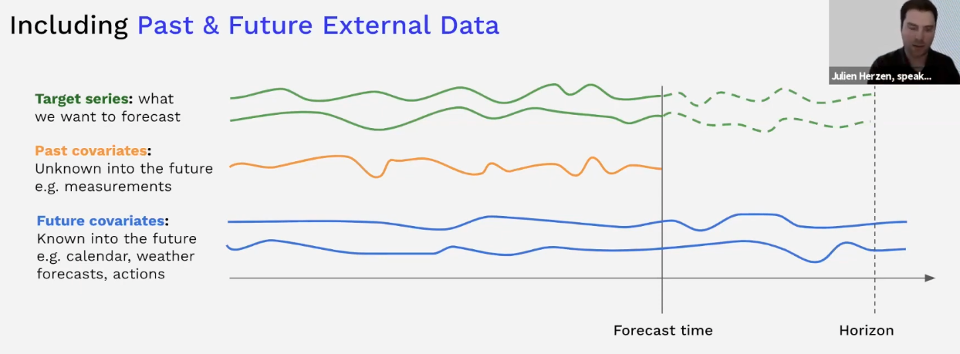 Including Past & Future External Data
Julien Herzen, speak...
Target series: what
we want to forecast
Past covariates:
Unknown into the future
e.g. measurements
Future covariates:
Known into the future
e.g. calendar, weather
forecasts, actions
Forecast time
Horizon